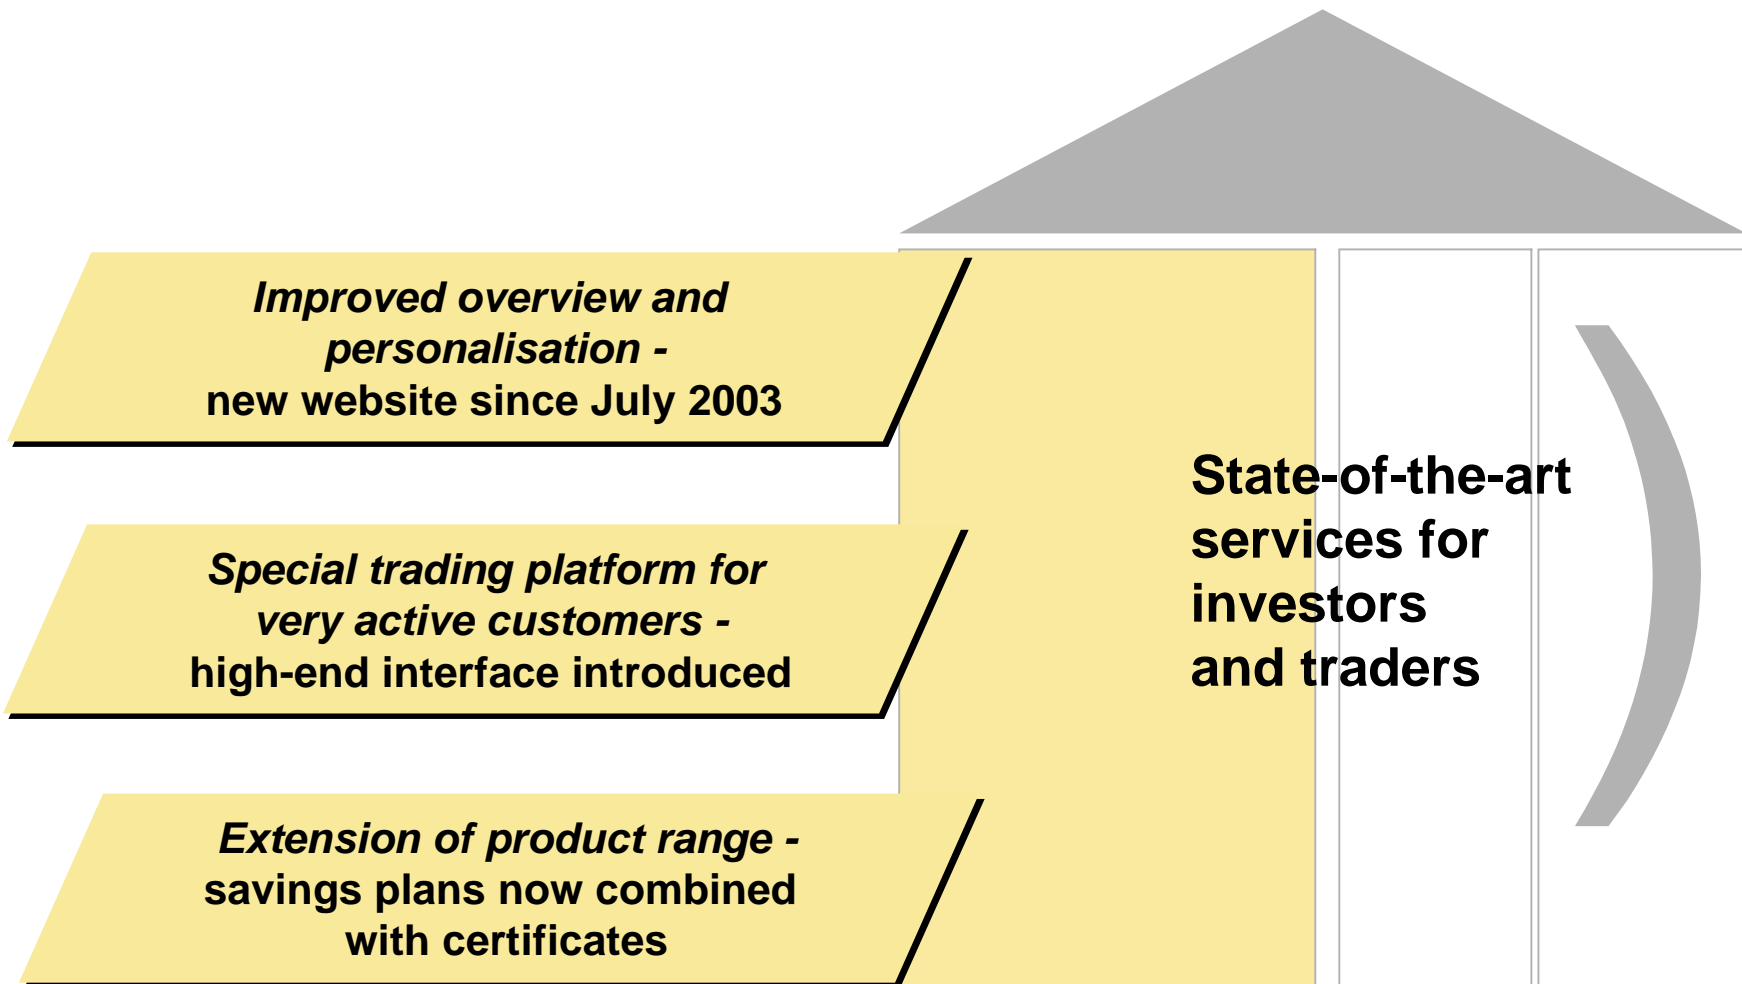 Improved overview and
personalisation -
new website since July 2003
State-of-the-art
services for
investors
and traders
Special trading platform for
very active customers -
high-end interface introduced
Extension of product range -
savings plans now combined
with certificates